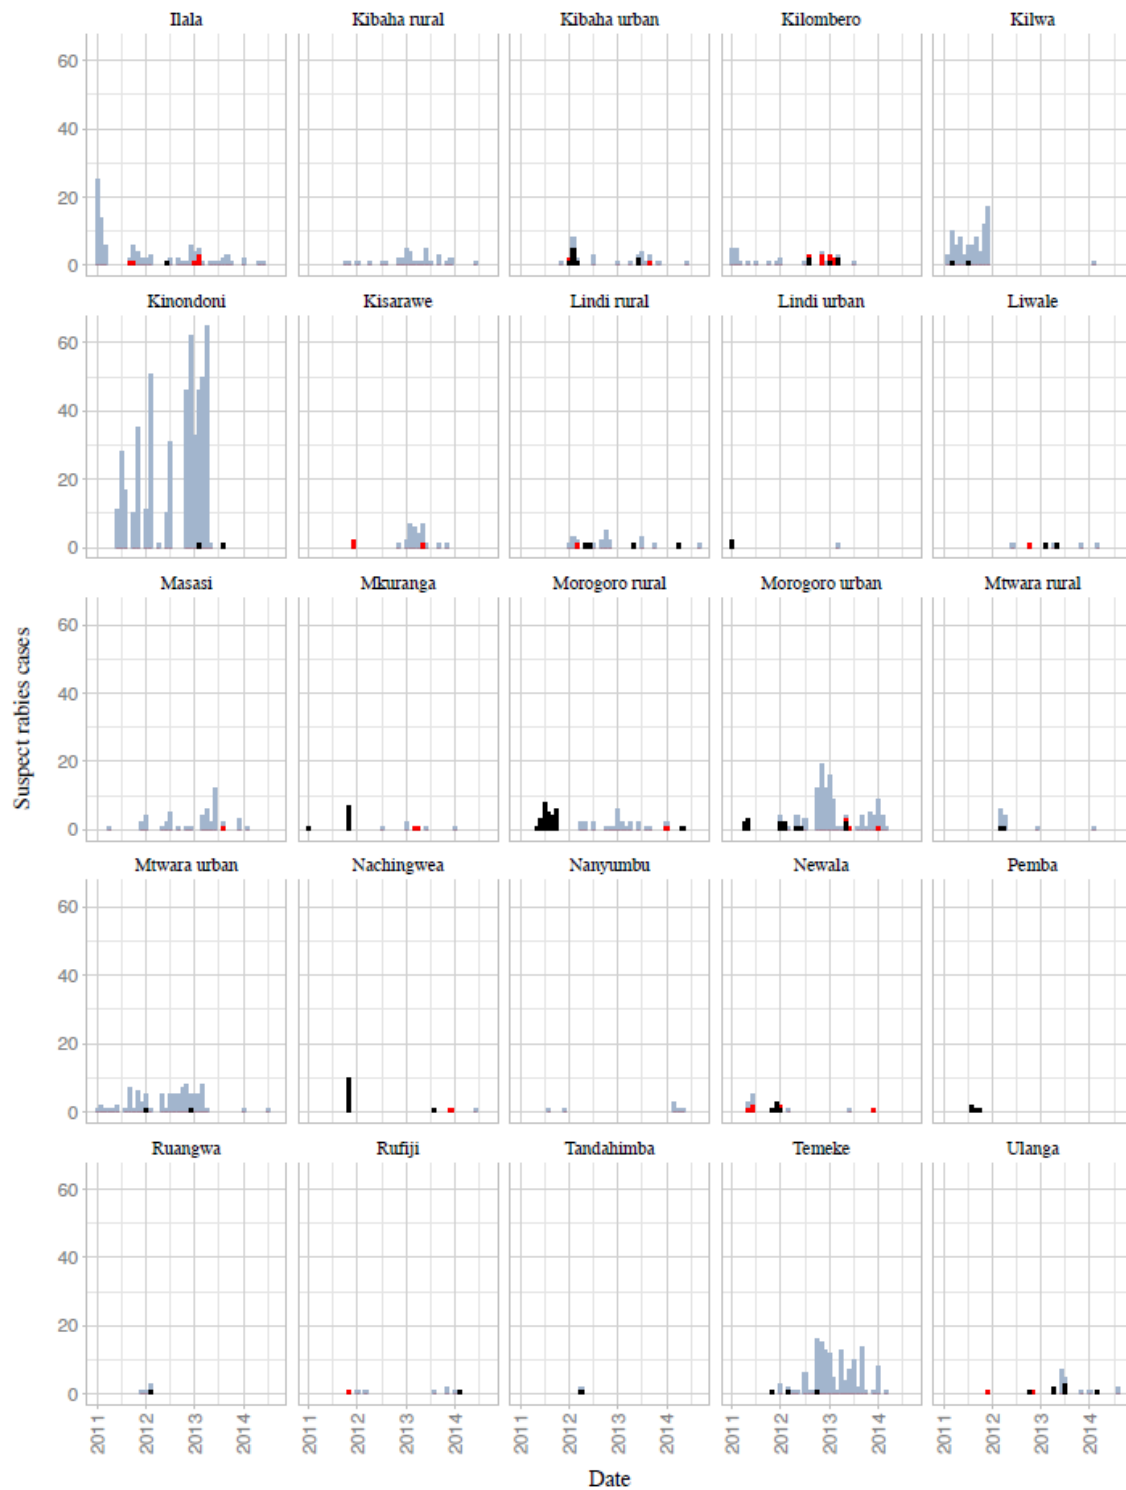 Ilala Kibaha rural Kibaha urban Kilombero Kilwa
60
40
20
0
Kinondoni Kisarawe Lindi rural Lindi urban Liwale
60
40
20
0
Masasi Mkuranga Morogoro rural Morogoro urban Mtwara rural
60
40
20
0
Suspect rabies cases
Mtwara urban Nachingwea Nanyumbu Newala Pemba
60
40
20
0
Ruangwa Rufiji Tandahimba Temeke Ulanga
60
40
20
0
2011 2012 2013 2014 2011 2012 2013 2014 2011 2012 2013 2014 2011 2012 2013 2014 2011 2012 2013 2014
Date